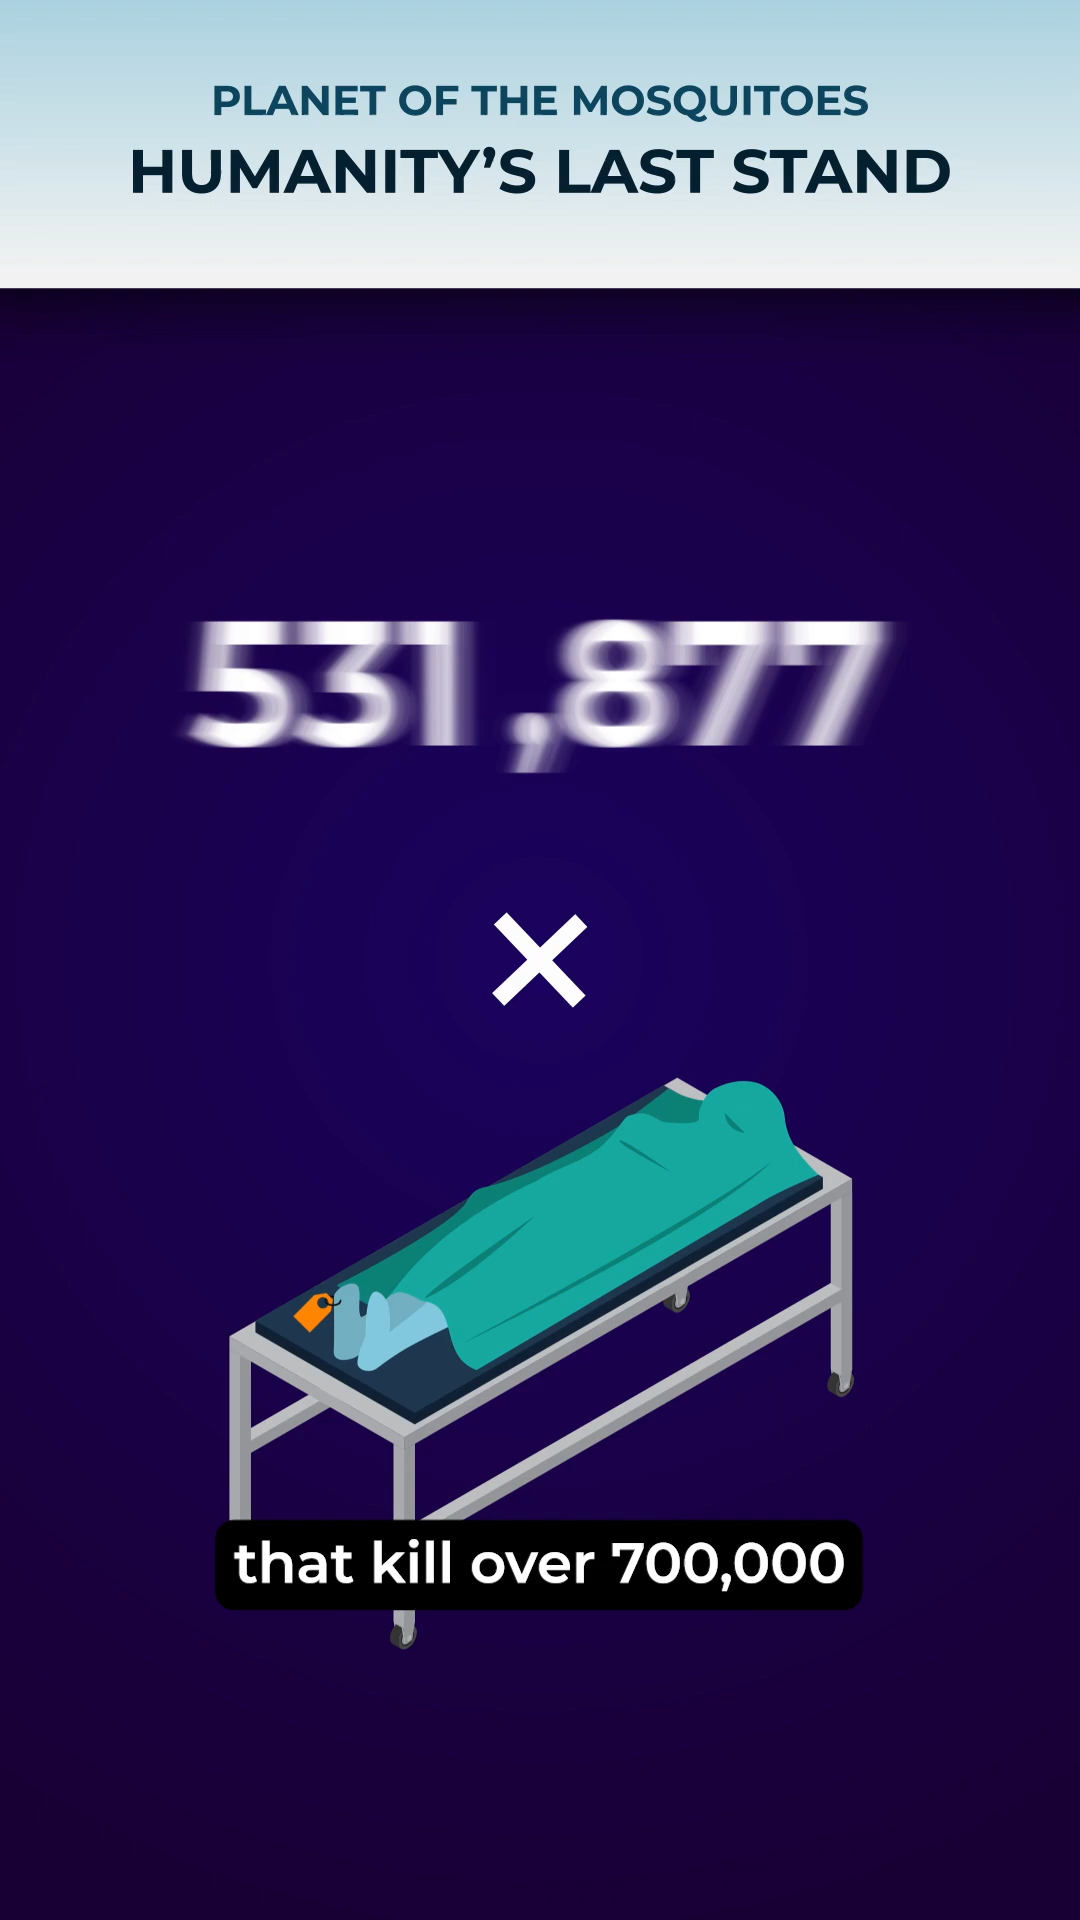 PLANET OF THE MOSQUITOES
HUMANITY’S LAST STAND
531,877
×
that kill over 700,000